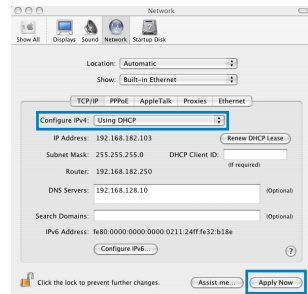 Network
Show All Displays Sound Network Startup Disk
Location: Automatic
Show: Built-in Ethernet
TCP/IP PPPoE AppleTalk Proxies Ethernet
Configure IPv4: Using DHCP
IP Address: 192.168.182.103 Renew DHCP Lease
Subnet Mask: 255.255.255.0 DHCP Client ID:
(If required)
Router: 192.168.182.250
DNS Servers: 192.168.128.10 (Optional)
Search Domains: (Optional)
IPv6 Address: fe80:0000:0000:0000:0211:24ff:fe32:b18e
Configure IPv6... ?
Click the lock to prevent further changes. Assist me... Apply Now